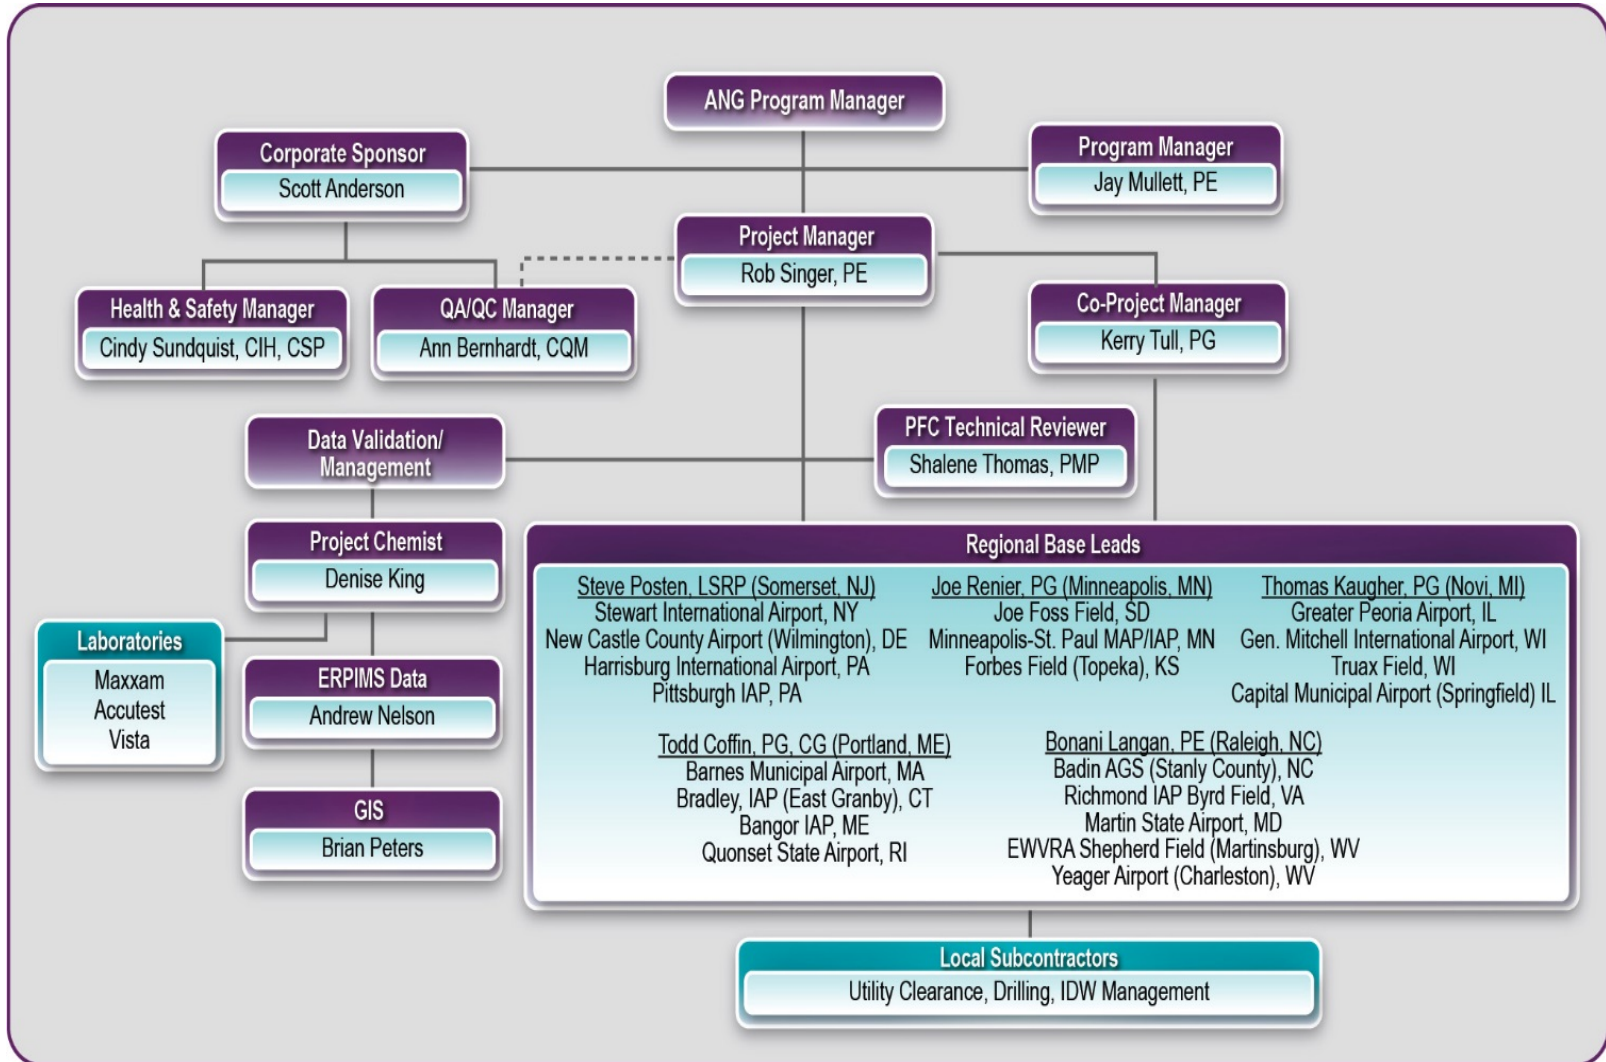 ANG Program Manager
Corporate Sponsor
Scott Anderson
Program Manager
Jay Mullett, PE
Project Manager
Rob Singer, PE
Health & Safety Manager
Cindy Sundquist, CIH, CSP
QA/QC Manager
Ann Bernhardt, CQM
Co-Project Manager
Kerry Tull, PG
Data Validation/
Management
PFC Technical Reviewer
Shalene Thomas, PMP
Project Chemist
Denise King
Laboratories
Maxxam
Accutest
Vista
ERPIMS Data
Andrew Nelson
GIS
Brian Peters
Regional Base Leads
Steve Posten, LSRP (Somerset, NJ)
Stewart International Airport, NY
New Castle County Airport (Wilmington), DE
Harrisburg International Airport, PA
Pittsburgh IAP, PA
Joe Renier, PG (Minneapolis, MN)
Joe Foss Field, SD
Minneapolis-St. Paul MAP/IAP, MN
Forbes Field (Topeka), KS
Thomas Kaugher, PG (Novi, MI)
Greater Peoria Airport, IL
Gen. Mitchell International Airport, WI
Truax Field, WI
Capital Municipal Airport (Springfield) IL
Todd Coffin, PG, CG (Portland, ME)
Barnes Municipal Airport, MA
Bradley, IAP (East Granby), CT
Bangor IAP, ME
Quonset State Airport, RI
Bonani Langan, PE (Raleigh, NC)
Badin AGS (Stanly County), NC
Richmond IAP Byrd Field, VA
Martin State Airport, MD
EWVRA Shepherd Field (Martinsburg), WV
Yeager Airport (Charleston), WV
Local Subcontractors
Utility Clearance, Drilling, IDW Management